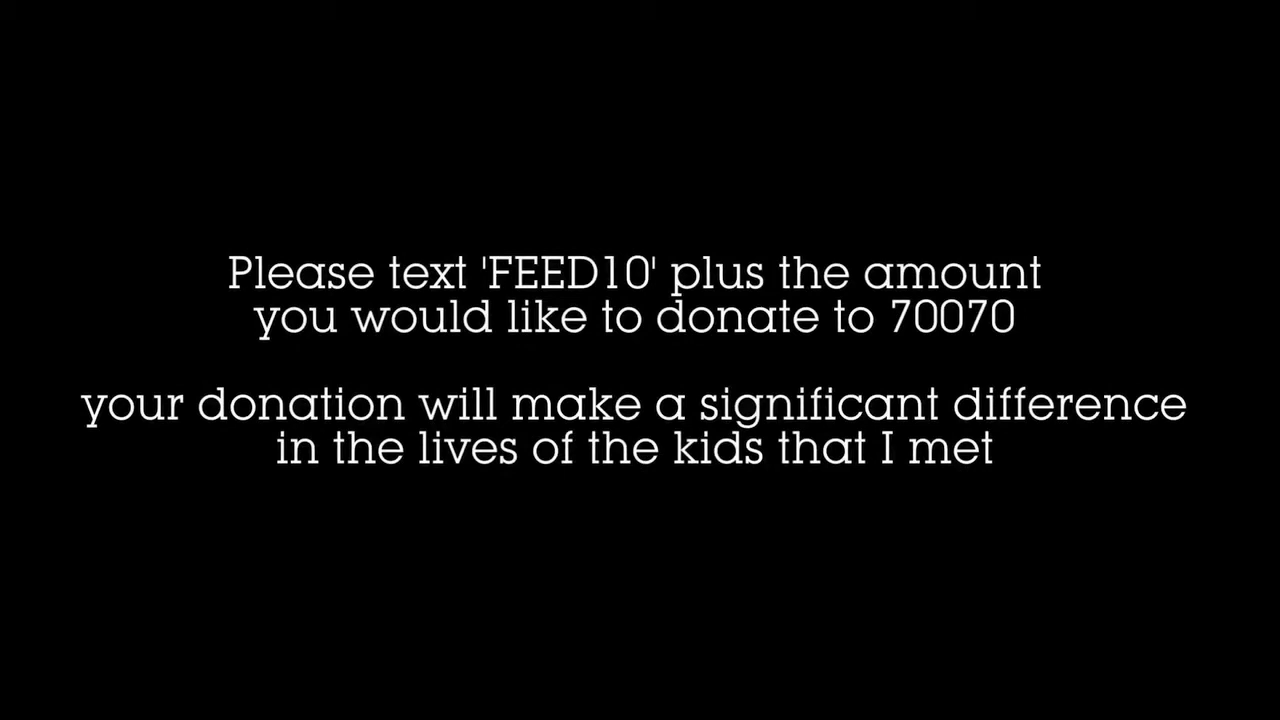 Please text 'FEED10' plus the amount
you would like to donate to 70070
your donation will make a significant difference
in the lives of the kids that I met